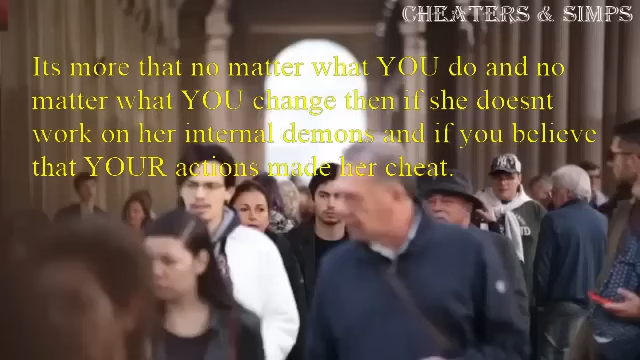 CHEATERS & SIMPS
Its more that no matter what YOU do and no
matter what YOU change then if she doesnt
work on her internal demons and if you believe
that YOUR actions made her cheat.